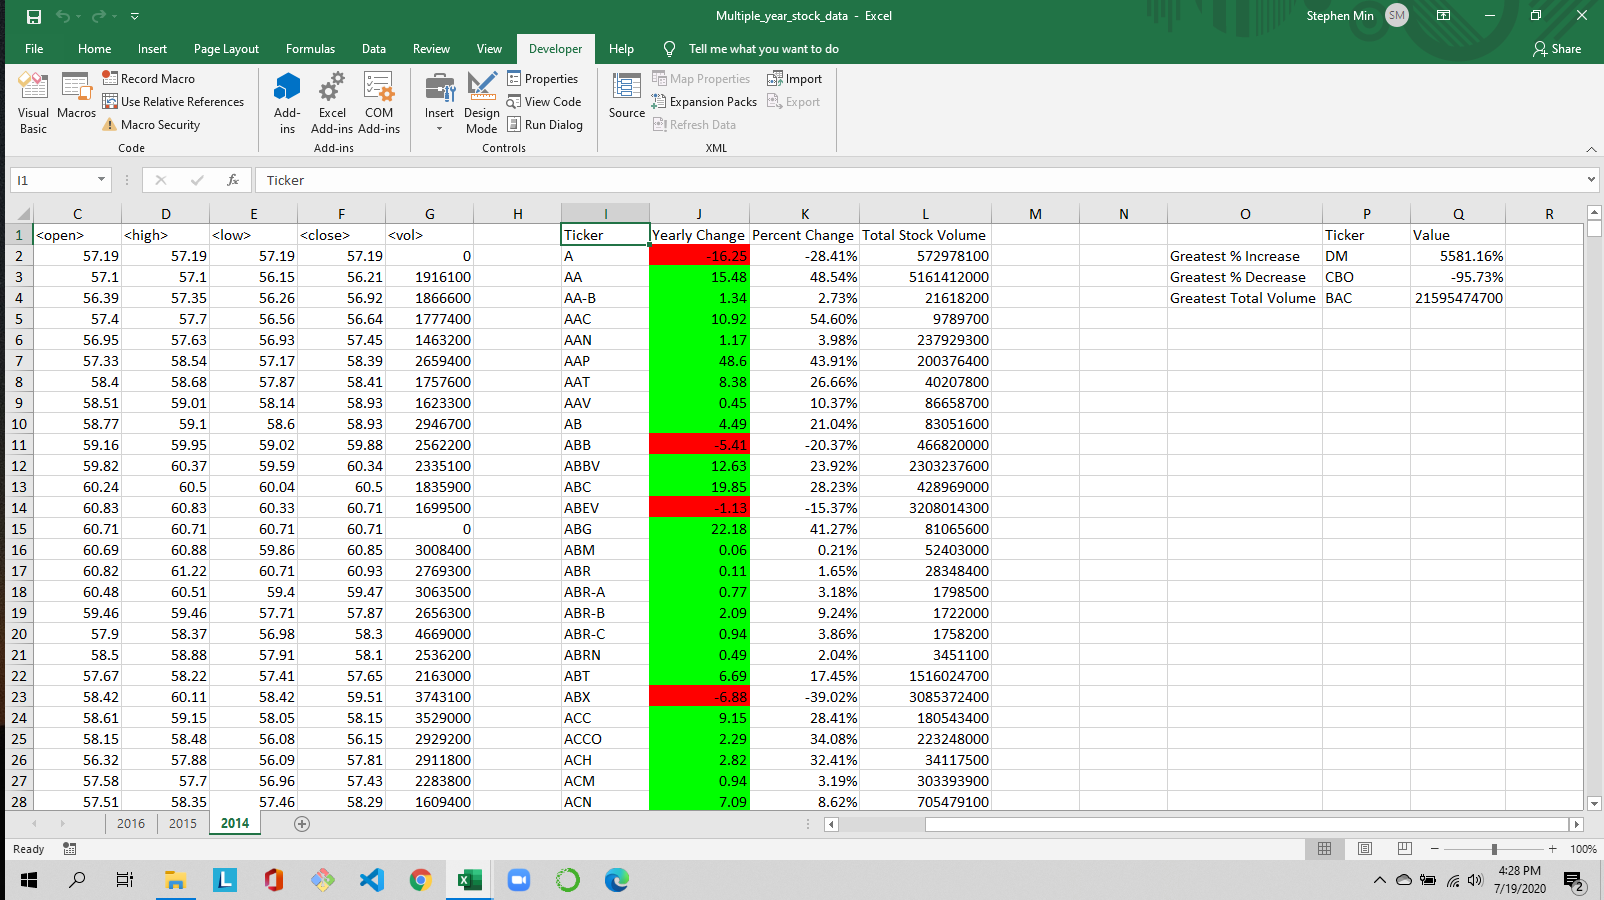 Multiple_year_stock_data - Excel
Stephen Min SM
File Home Insert Page Layout Formulas Data Review View Developer Help Tell me what you want to do Share
Visual Basic
Macros
Record Macro
Use Relative References
Macro Security
Code
Add-ins
Excel Add-ins
COM Add-ins
Add-ins
Insert
Design Mode
Properties
View Code
Run Dialog
Controls
Source
Map Properties
Expansion Packs
Refresh Data
Import
Export
XML
I1 fx Ticker
C D E F G H I J K L M N O P Q R
1 <open> <high> <low> <close> <vol> Ticker Yearly Change Percent Change Total Stock Volume Ticker Value
2 57.19 57.19 57.19 57.19 0 A -16.25 -28.41% 572978100 Greatest % Increase DM 5581.16%
3 57.1 57.1 56.15 56.21 1916100 AA 15.48 48.54% 5161412000 Greatest % Decrease CBO -95.73%
4 56.39 57.35 56.26 56.92 1866600 AA-B 1.34 2.73% 21618200 Greatest Total Volume BAC 21595474700
5 57.4 57.7 56.56 56.64 1777400 AAC 10.92 54.60% 9789700
6 56.95 57.63 56.93 57.45 1463200 AAN 1.17 3.98% 237929300
7 57.33 58.54 57.17 58.39 2659400 AAP 48.6 43.91% 200376400
8 58.4 58.68 57.87 58.41 1757600 AAT 8.38 26.66% 40207800
9 58.51 59.01 58.14 58.93 1623300 AAV 0.45 10.37% 86658700
10 58.77 59.1 58.6 58.93 2946700 AB 4.49 21.04% 83051600
11 59.16 59.95 59.02 59.88 2562200 ABB -5.41 -20.37% 466820000
12 59.82 60.37 59.59 60.34 2335100 ABBV 12.63 23.92% 2303237600
13 60.24 60.5 60.04 60.5 1835900 ABC 19.85 28.23% 428969000
14 60.83 60.83 60.33 60.71 1699500 ABEV -1.13 -15.37% 3208014300
15 60.71 60.71 60.71 60.71 0 ABG 22.18 41.27% 81065600
16 60.69 60.88 59.86 60.85 3008400 ABM 0.06 0.21% 52403000
17 60.82 61.22 60.71 60.93 2769300 ABR 0.11 1.65% 28348400
18 60.48 60.51 59.4 59.47 3063500 ABR-A 0.77 3.18% 1798500
19 59.46 59.46 57.71 57.87 2656300 ABR-B 2.09 9.24% 1722000
20 57.9 58.37 56.98 58.3 4669000 ABR-C 0.94 3.86% 1758200
21 58.5 58.88 57.91 58.1 2536200 ABRN 0.49 2.04% 3451100
22 57.67 58.22 57.41 57.65 2163000 ABT 6.69 17.45% 1516024700
23 58.42 60.11 58.42 59.51 3743100 ABX -6.88 -39.02% 3085372400
24 58.61 59.15 58.05 58.15 3529000 ACC 9.15 28.41% 180543400
25 58.15 58.48 56.08 56.15 2929200 ACCO 2.29 34.08% 223248000
26 56.32 57.88 56.09 57.81 2911800 ACH 2.82 32.41% 34117500
27 57.58 57.7 56.96 57.43 2283800 ACM 0.94 3.19% 303393900
28 57.51 58.35 57.46 58.29 1609400 ACN 7.09 8.62% 705479100
2016 2015 2014
Ready 100%
4:28 PM
7/19/2020
2